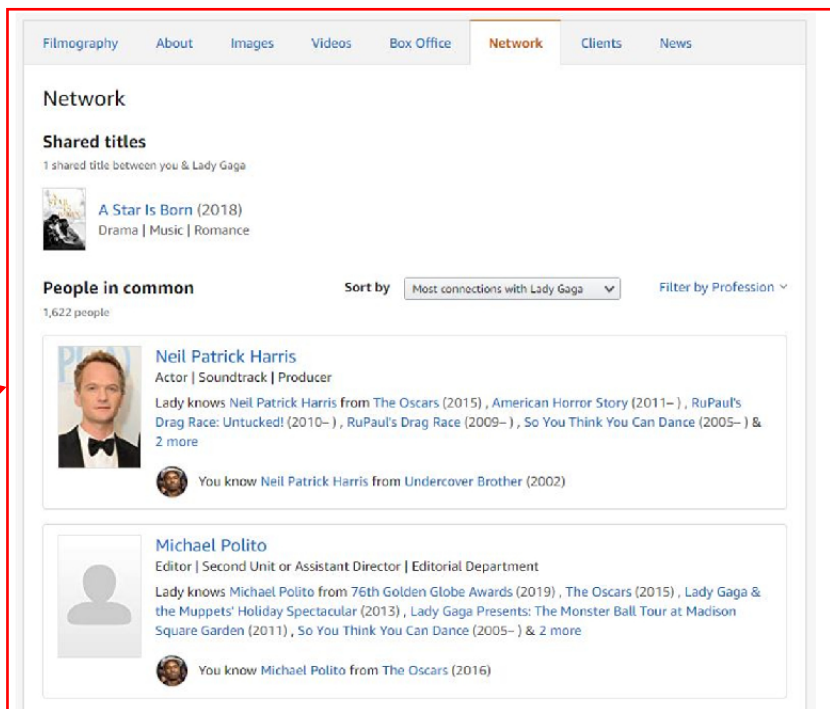 Filmography About Images Videos Box Office Network Clients News
Network
Shared titles
1 shared title between you & Lady Gaga
A Star Is Born (2018)
Drama | Music | Romance
People in common Sort by Most connections with Lady Gaga Filter by Profession
1,622 people
Neil Patrick Harris
Actor | Soundtrack | Producer
Lady knows Neil Patrick Harris from The Oscars (2015) , American Horror Story (2011– ) , RuPaul's
Drag Race: Untucked! (2010– ) , RuPaul's Drag Race (2009– ) , So You Think You Can Dance (2005– ) &
2 more
You know Neil Patrick Harris from Undercover Brother (2002)
Michael Polito
Editor | Second Unit or Assistant Director | Editorial Department
Lady knows Michael Polito from 76th Golden Globe Awards (2019) , The Oscars (2015) , Lady Gaga &
the Muppets' Holiday Spectacular (2013) , Lady Gaga Presents: The Monster Ball Tour at Madison
Square Garden (2011) , So You Think You Can Dance (2005– ) & 2 more
You know Michael Polito from The Oscars (2016)